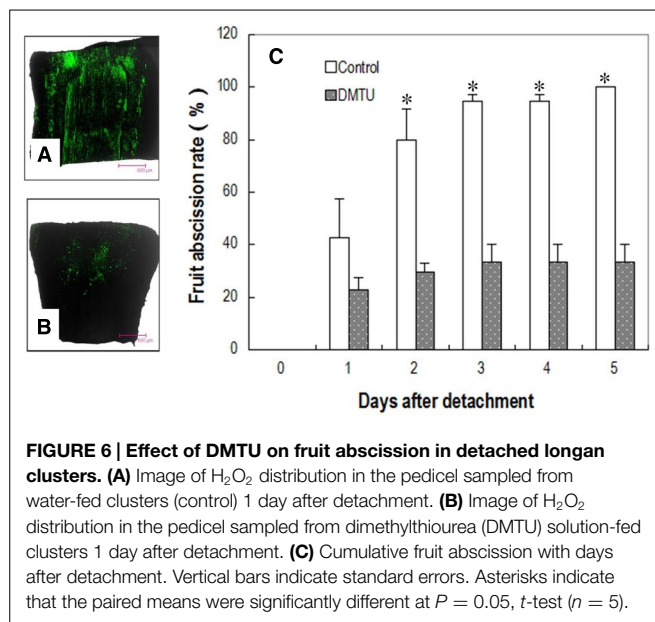 A
600 µm
B
C
Control
DMTU
Fruit abscission rate ( % )
120
100
80
60
40
20
0
*
*
*
*
0 1 2 3 4 5
Days after detachment
FIGURE 6 | Effect of DMTU on fruit abscission in detached longan
clusters. (A) Image of H₂O₂ distribution in the pedicel sampled from
water-fed clusters (control) 1 day after detachment. (B) Image of H₂O₂
distribution in the pedicel sampled from dimethylthiourea (DMTU) solution-fed
clusters 1 day after detachment. (C) Cumulative fruit abscission with days
after detachment. Vertical bars indicate standard errors. Asterisks indicate
that the paired means were significantly different at P = 0.05, t-test (n = 5).